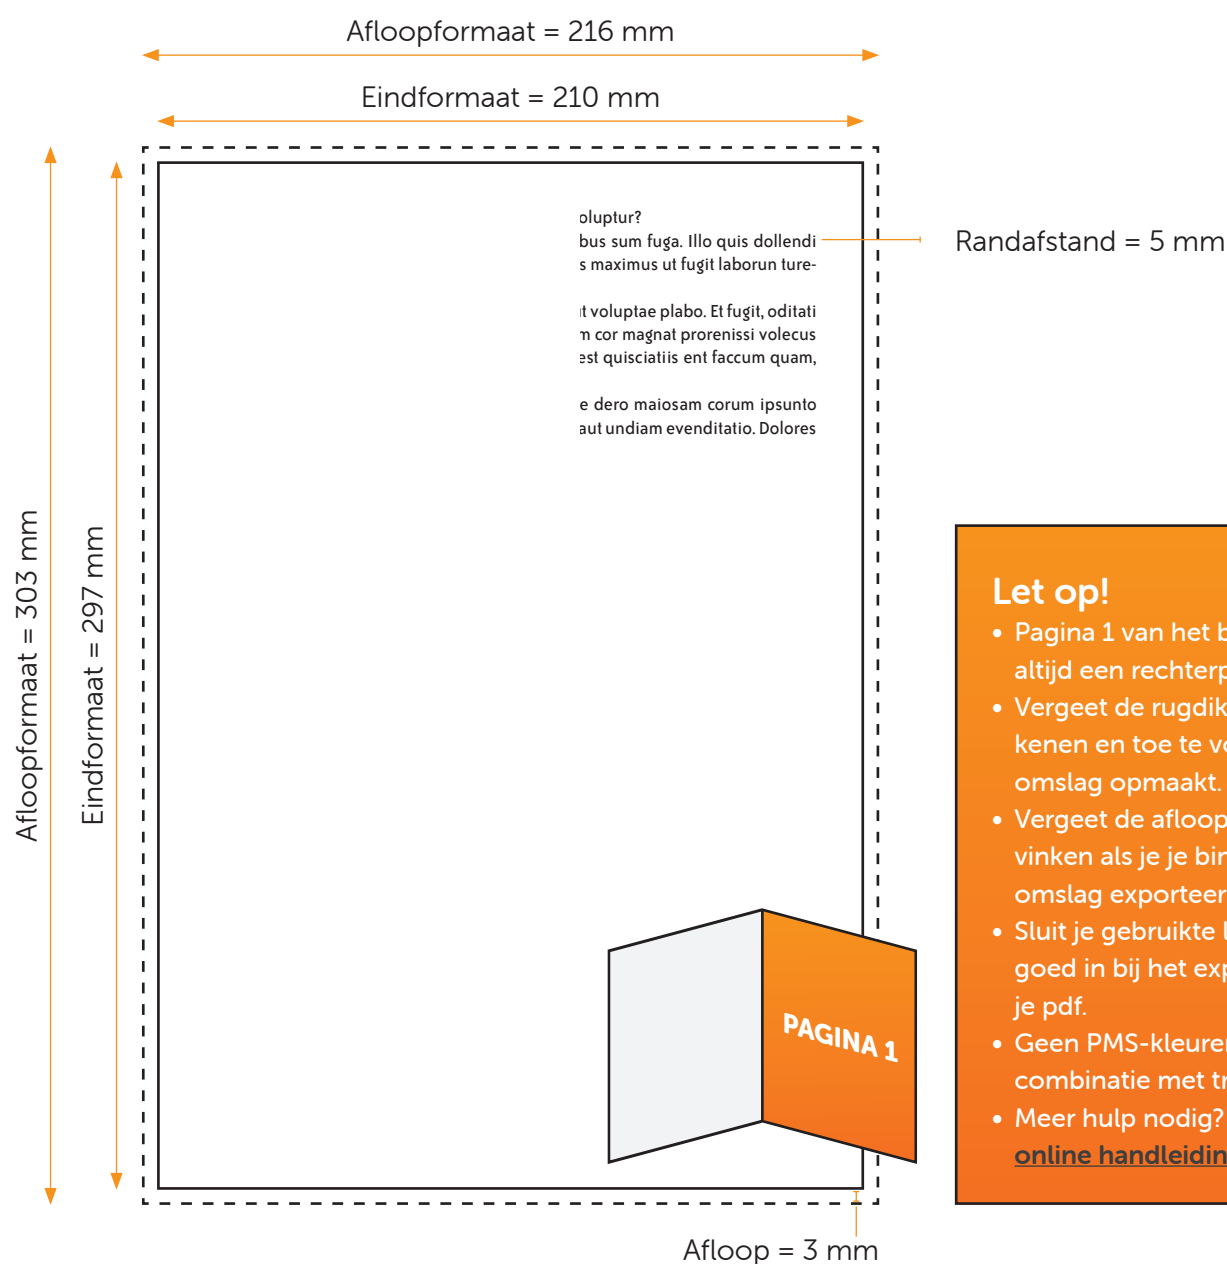 Afloopformaat = 216 mm
Eindformaat = 210 mm
Afloopformaat = 303 mm
Eindformaat = 297 mm
oluptur?
bus sum fuga. Illo quis dollendi
s maximus ut fugit laborun ture-
t voluptae plabo. Et fugit, oditati
m cor magnat prorenissi volecus
est quisciatiis ent faccum quam,
e dero maiosam corum ipsunto
aut undiam evenditatio. Dolores
Randafstand = 5 mm
Let op!
• Pagina 1 van het b
altijd een rechterp
• Vergeet de rugdik
kenen en toe te vo
omslag opmaakt.
• Vergeet de afloop
vinken als je je bin
omslag exporteer
• Sluit je gebruikte l
goed in bij het exp
je pdf.
• Geen PMS-kleuren
combinatie met tr
• Meer hulp nodig?
online handleidin
PAGINA 1
Afloop = 3 mm